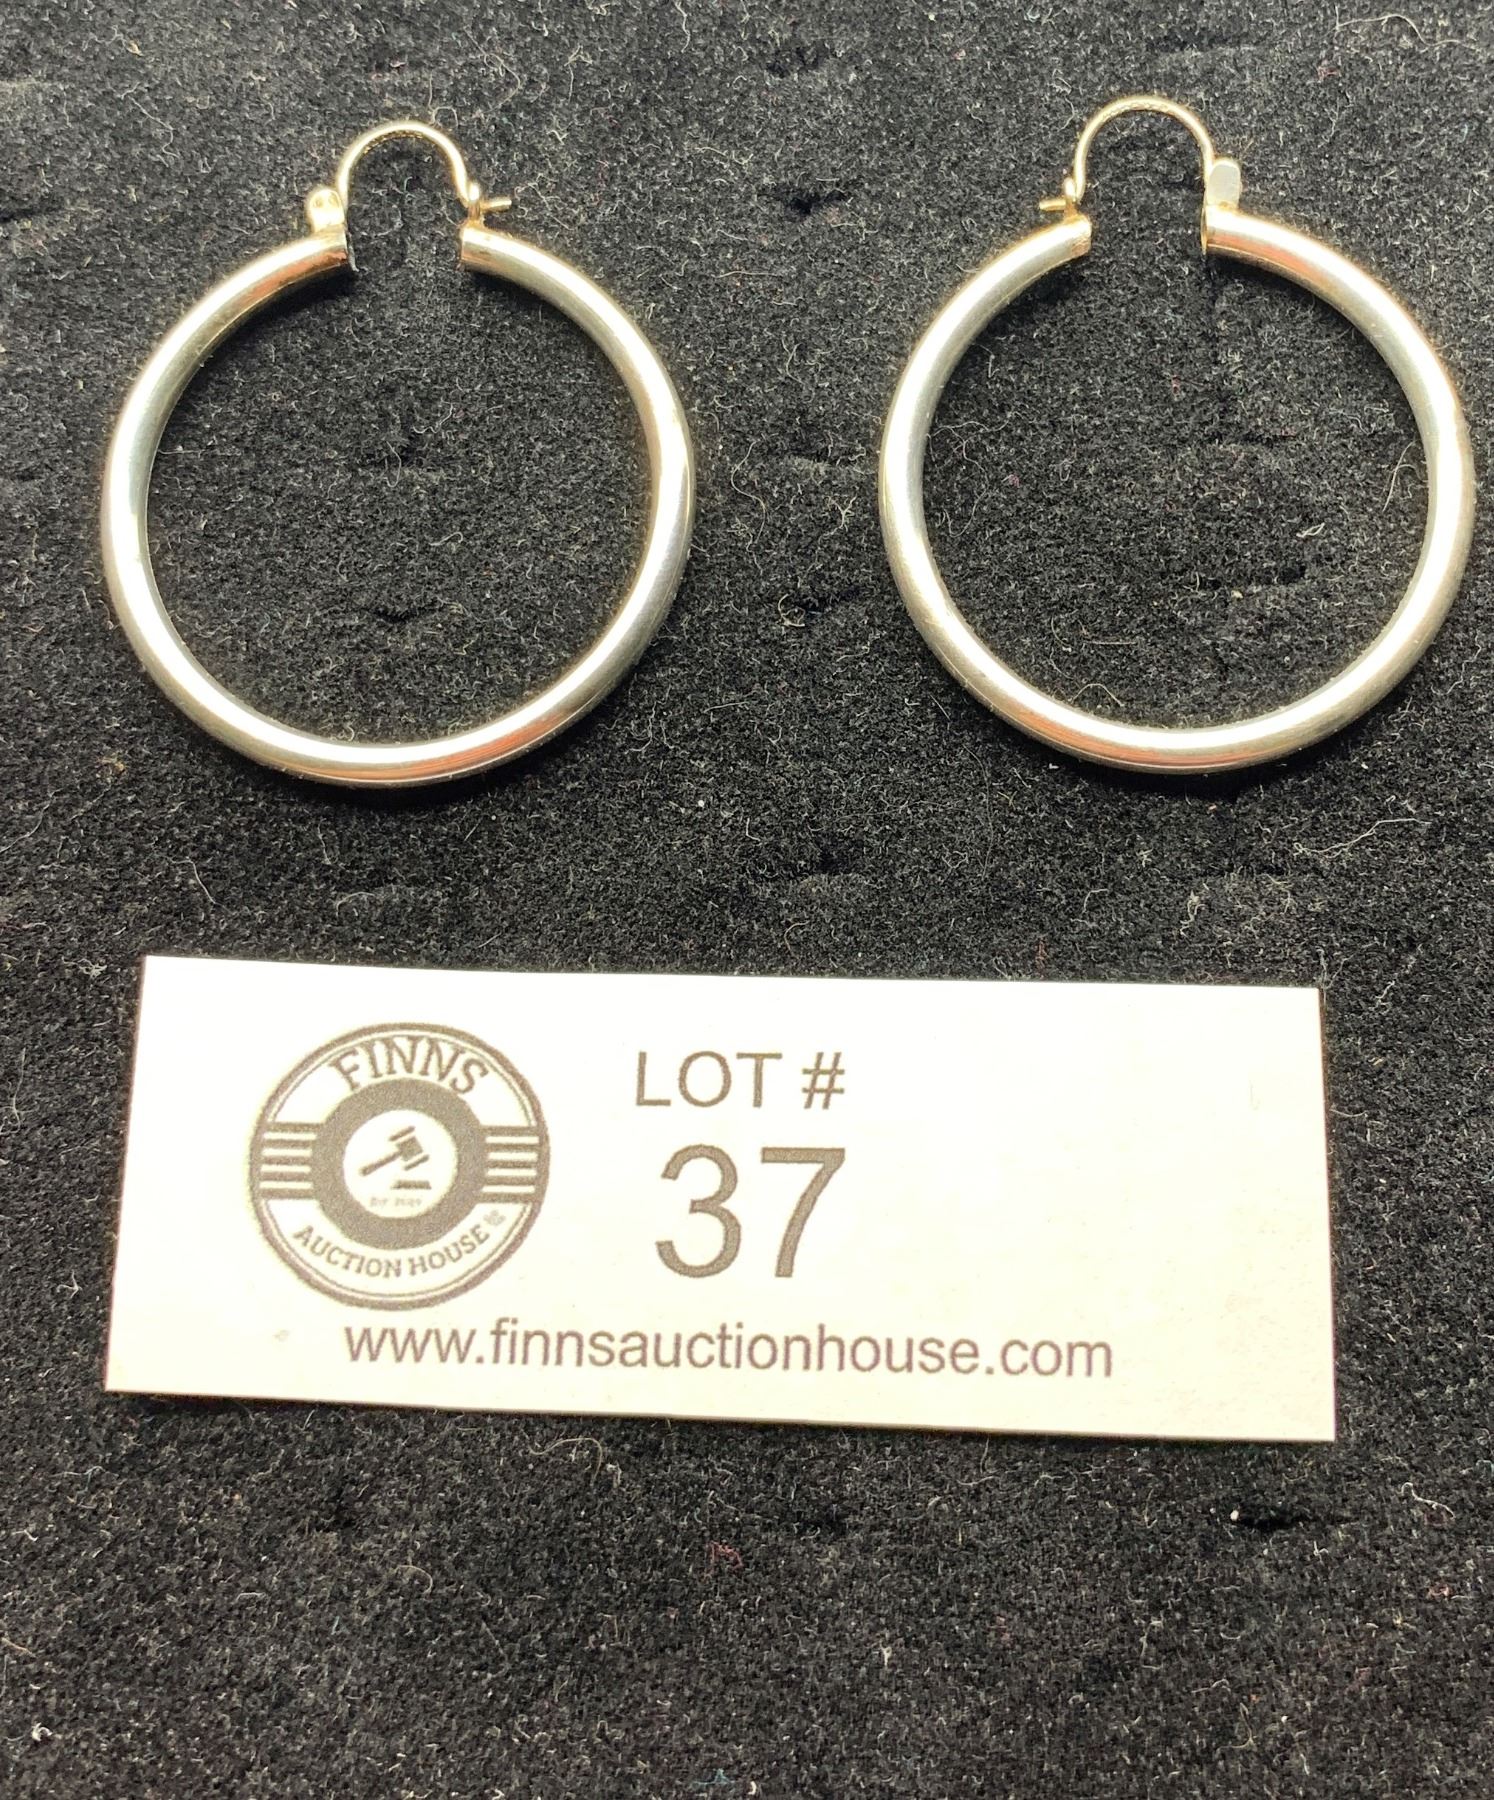 FINNS
AUCTION HOUSE
LOT #
37
www.finnsauctionhouse.com